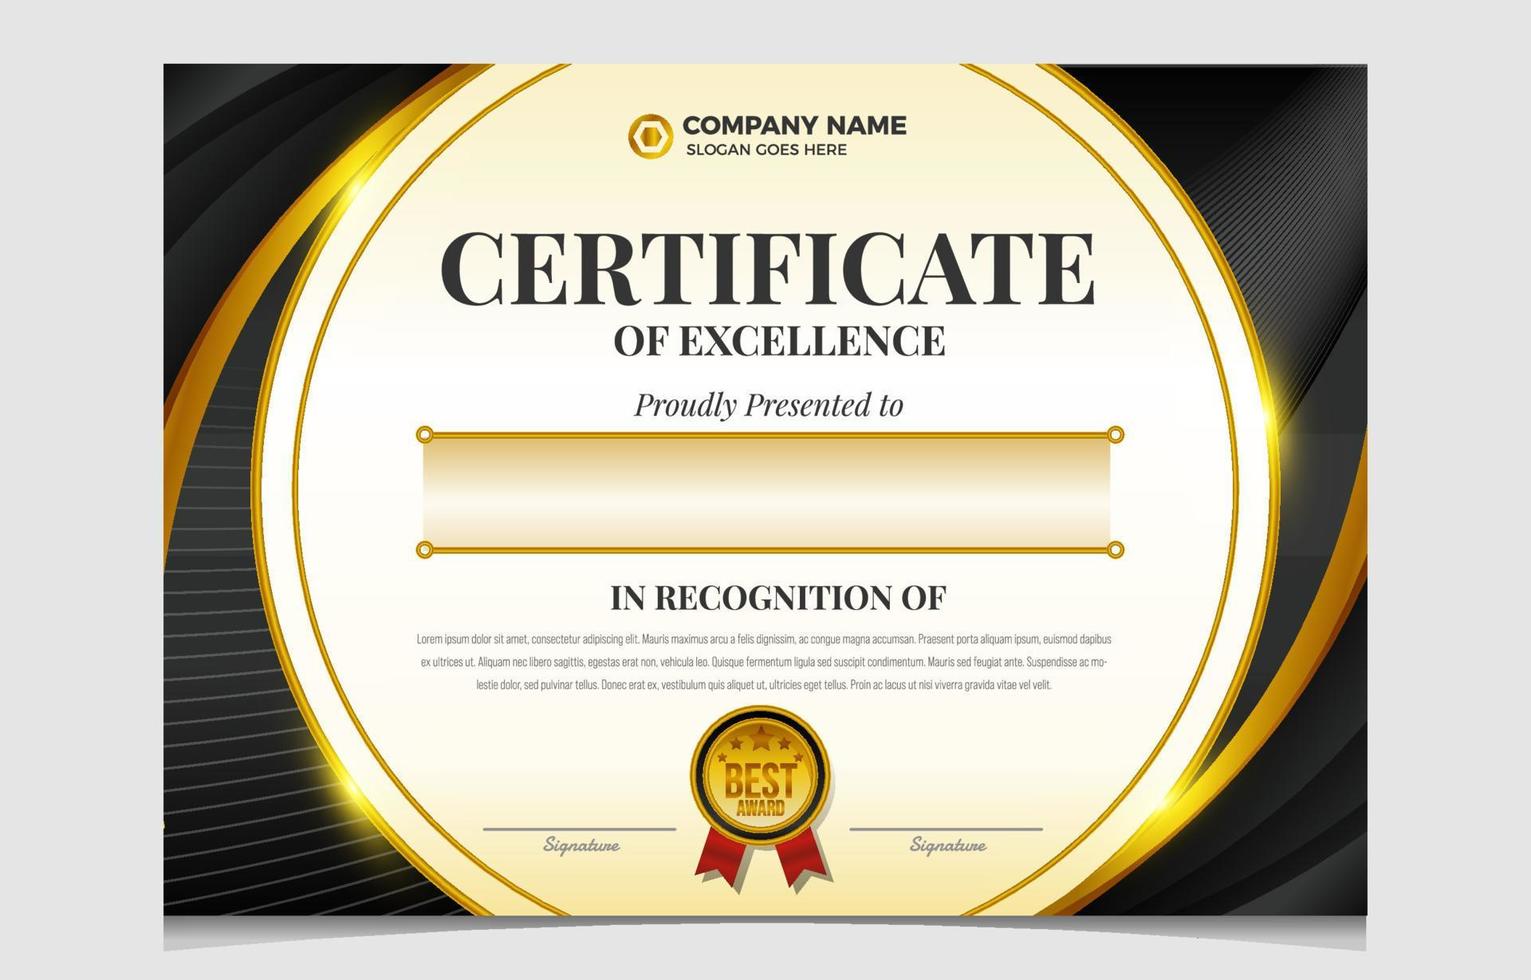 COMPANY NAME
SLOGAN GOES HERE
CERTIFICATE
OF EXCELLENCE
Proudly Presented to
IN RECOGNITION OF
Lorem ipsum dolor sit amet, consectetur adipiscing elit. Mauris maximus arcu a felis dignissim, ac congue magna accumsan. Praesent porta aliquam ipsum, euismod dapibus
ex ultrices ut. Aliquam nec libero sagittis, egestas erat non, vehicula leo. Quisque fermentum ligula sed suscipit condimentum. Mauris sed feugiat ante. Suspendisse ac mo-
lestie dolor, sed pulvinar tellus. Donec erat ex, vestibulum quis aliquet ut, ultricies eget tellus. Proin ac lacus ut nisi viverra gravida vitae vel velit.
BEST
AWARD
Signature
Signature